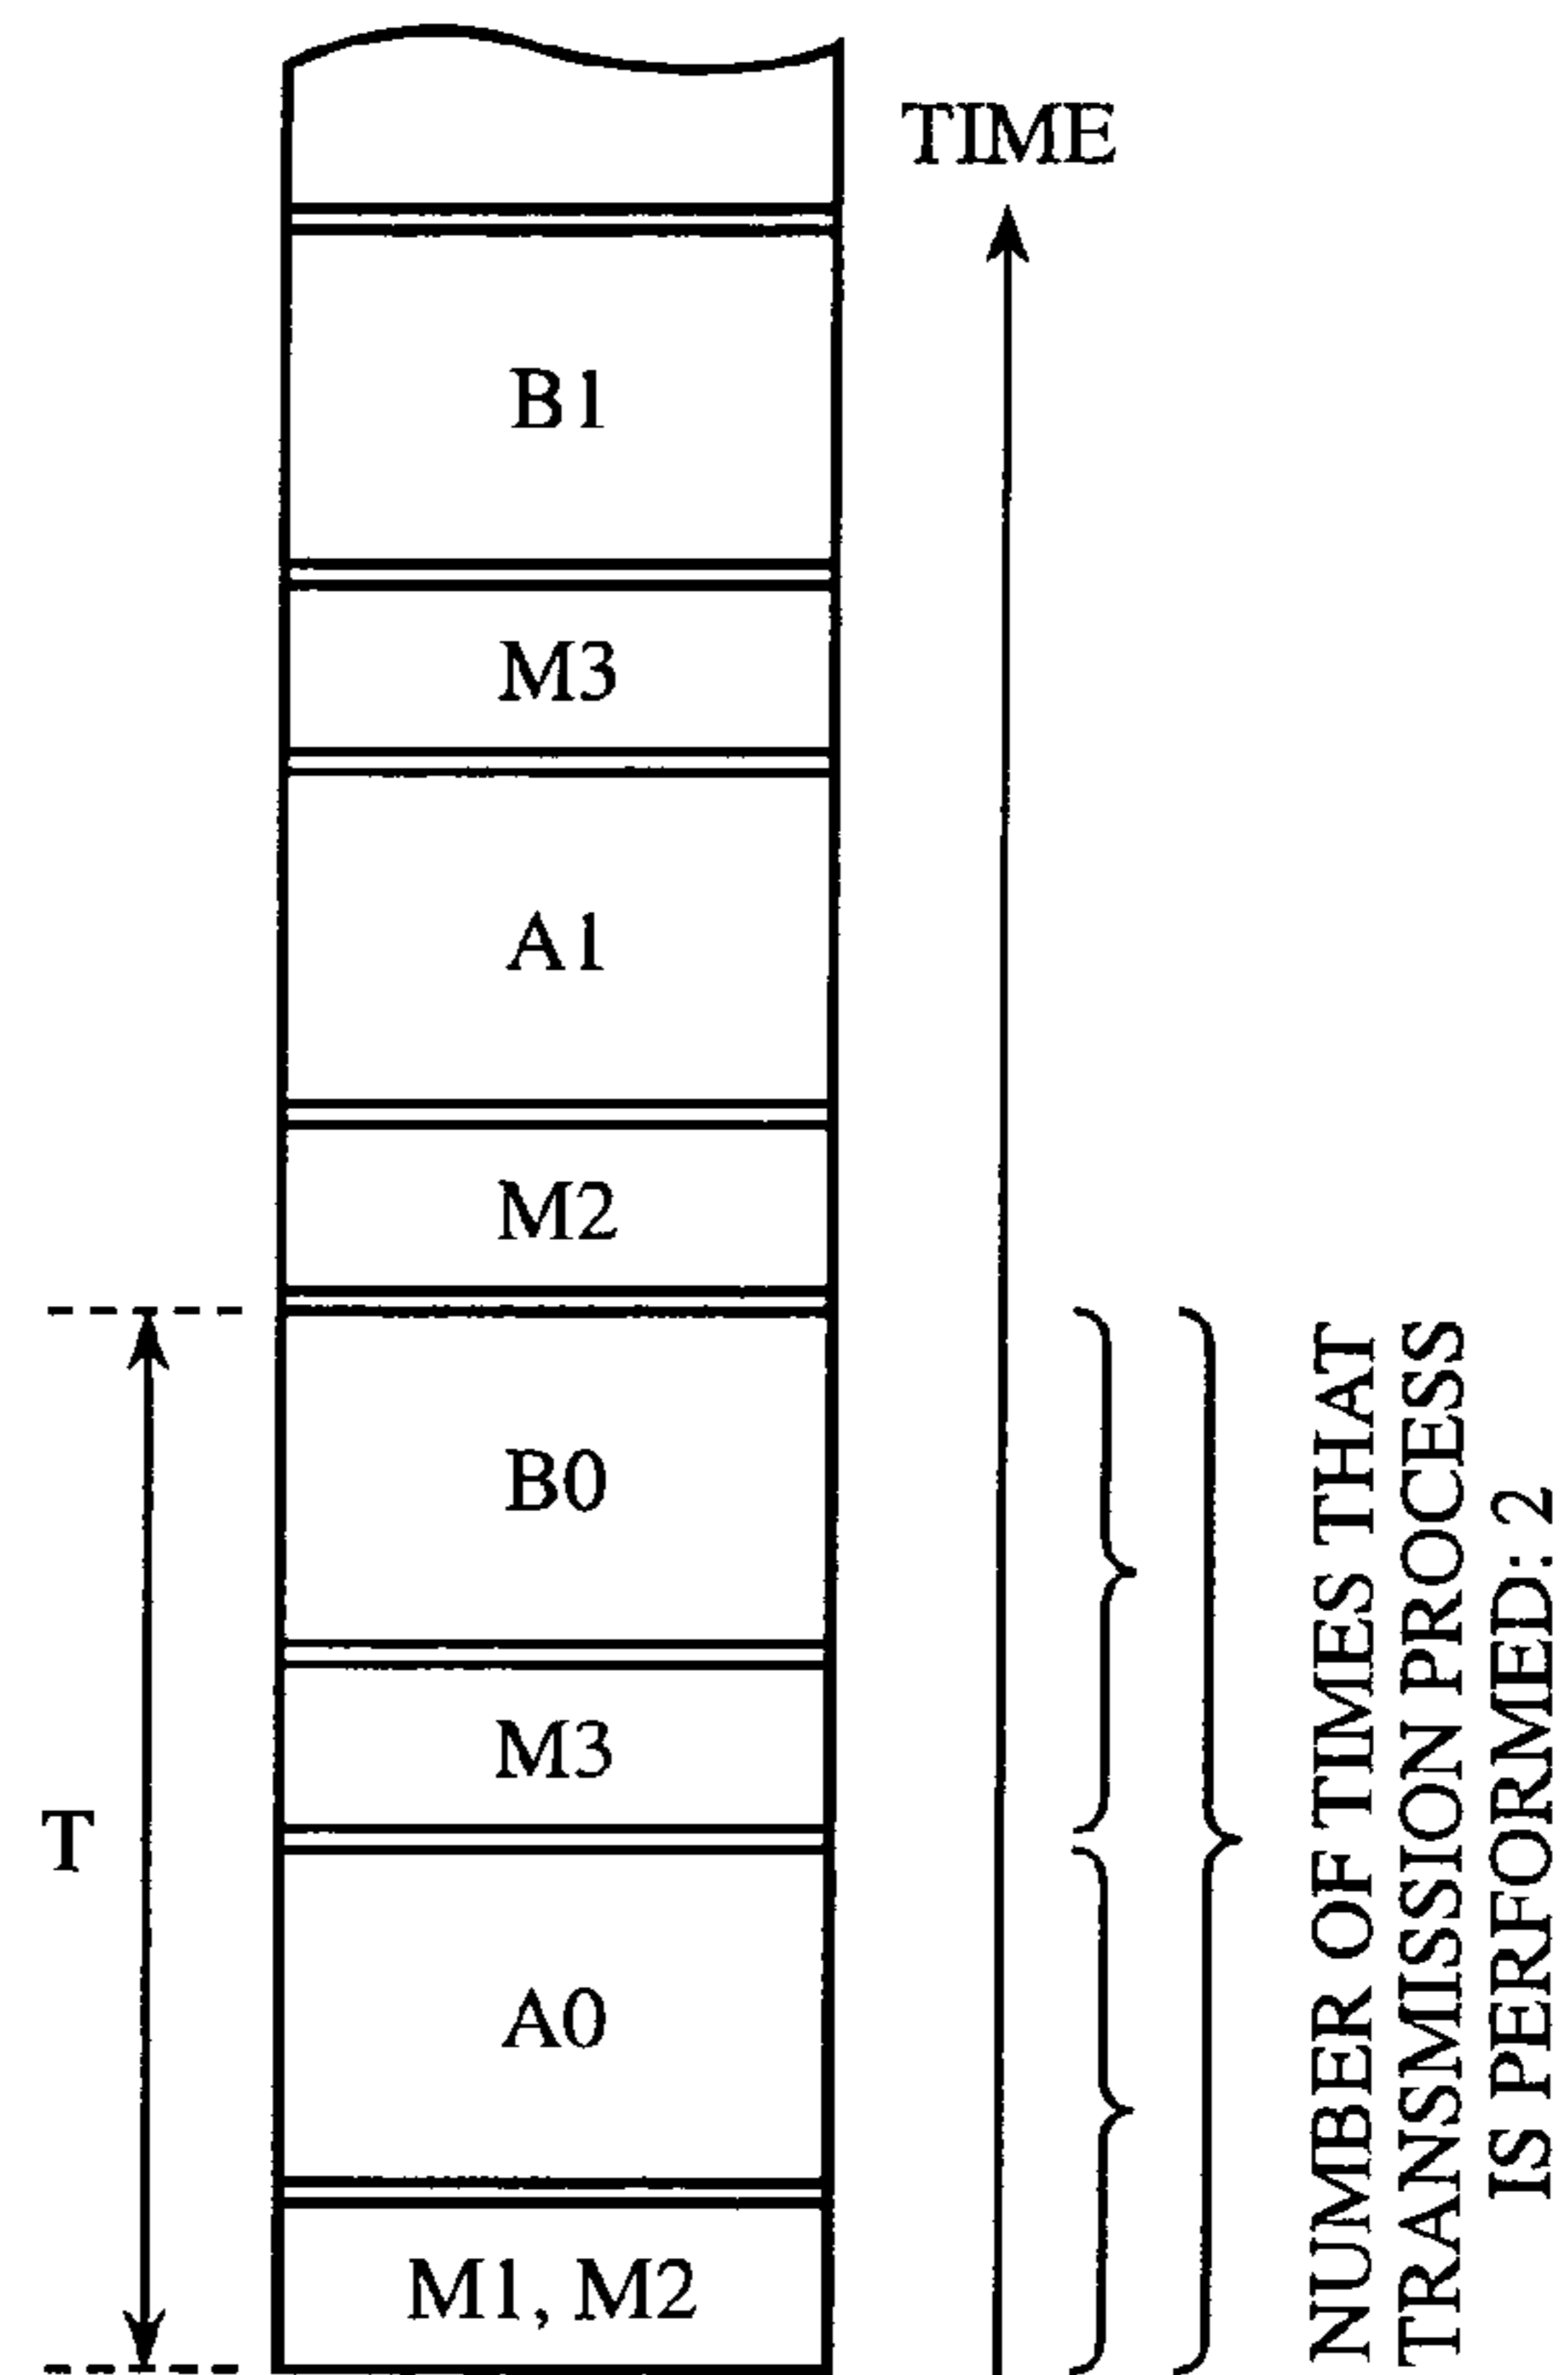 TIME
B1
M3
A1
M2
B0
M3
T
A0
M1, M2
NUMBER OF TIMES THAT
TRANSMISSION PROCESS
IS PERFORMED: 2